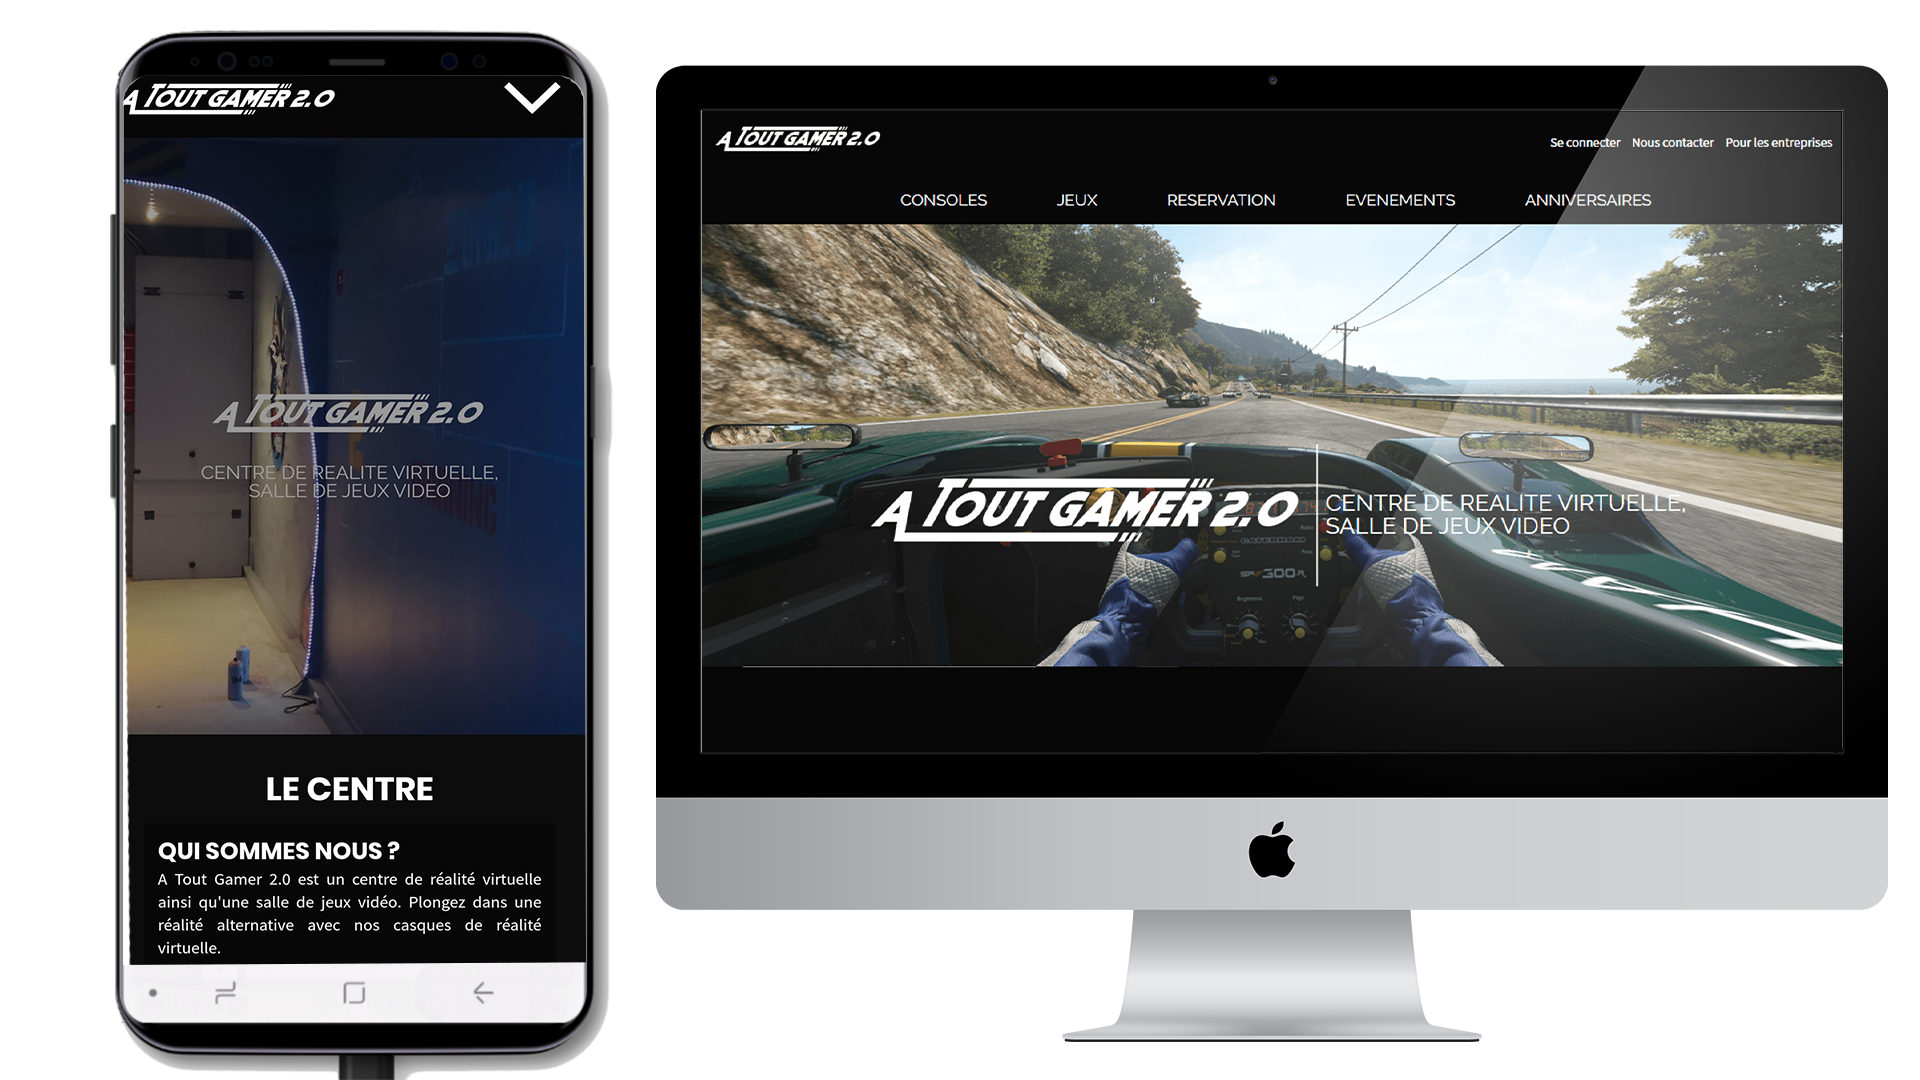 A TOUT GAMER 2.0
A TOUT GAMER 2.0
CENTRE DE REALITE VIRTUELLE,
SALLE DE JEUX VIDEO
LE CENTRE
QUI SOMMES NOUS ?
A Tout Gamer 2.0 est un centre de réalité virtuelle
ainsi qu'une salle de jeux vidéo. Plongez dans une
réalité alternative avec nos casques de réalité
virtuelle.
A TOUT GAMER 2.0
Se connecter Nous contacter Pour les entreprises
CONSOLES JEUX RESERVATION EVENEMENTS ANNIVERSAIRES
A TOUT GAMER 2.0
CENTRE DE REALITE VIRTUELLE,
SALLE DE JEUX VIDEO
CATERHAM
300 R
Brightness Page